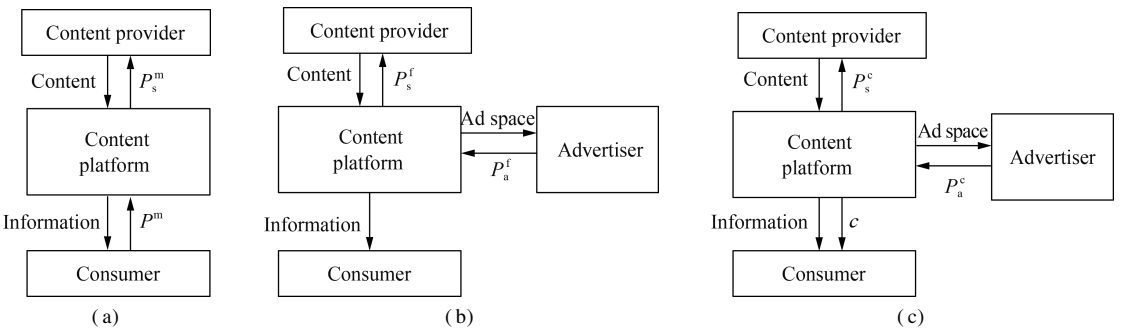 Content provider
Content
P_s^m
Content
platform
Information
P^m
Consumer
(a)
Content provider
Content
P_s^f
Content
platform
Ad space
P_a^f
Advertiser
Information
Consumer
(b)
Content provider
Content
P_s^c
Content
platform
Ad space
P_a^c
Advertiser
Information
c
Consumer
(c)